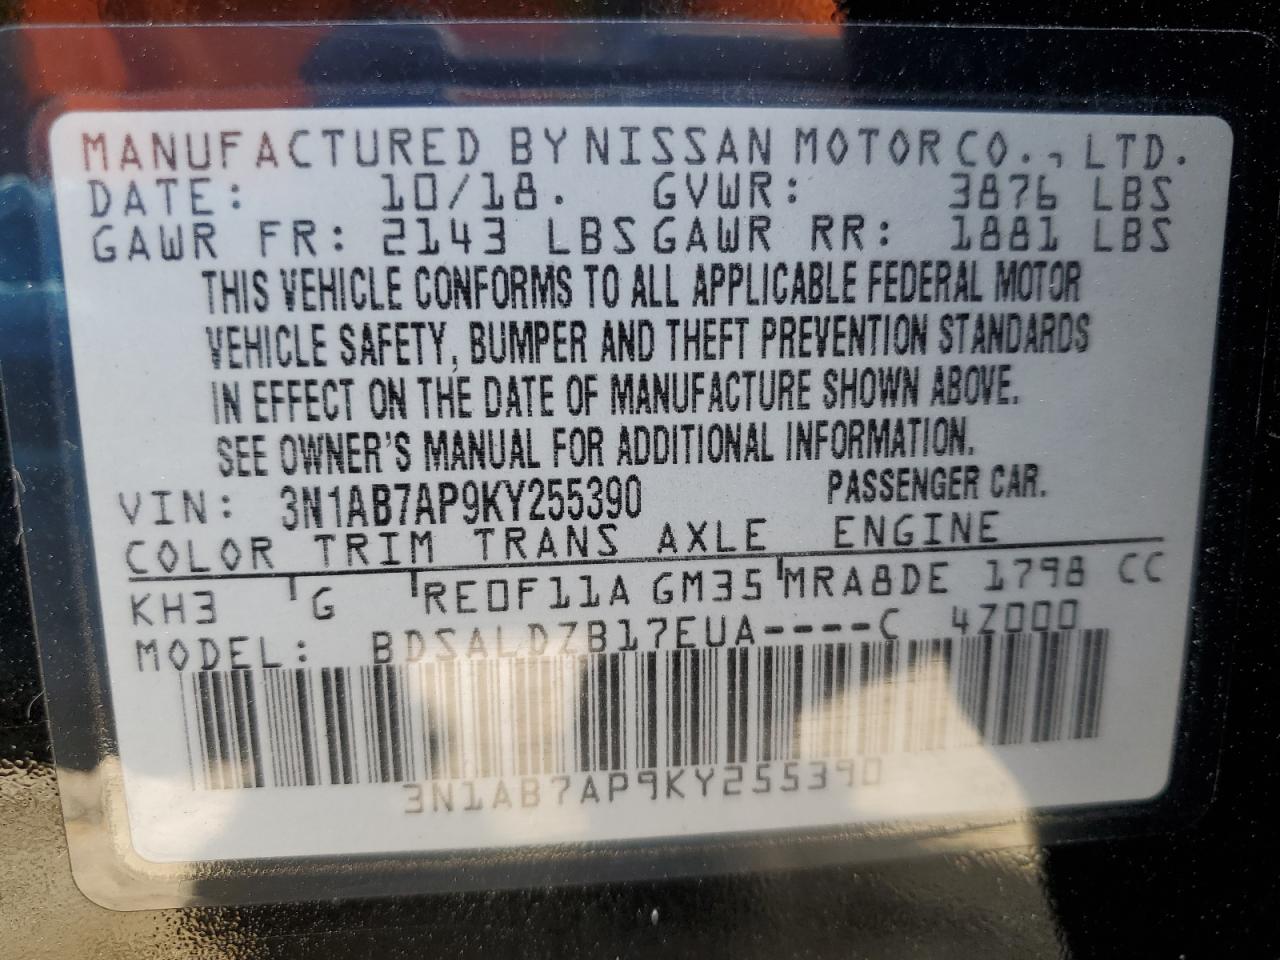 MANUFACTURED BY NISSAN MOTOR CO., LTD.
DATE: 10/18. GVWR: 3876 LBS
GAWR FR: 2143 LBS GAWR RR: 1881 LBS
THIS VEHICLE CONFORMS TO ALL APPLICABLE FEDERAL MOTOR
VEHICLE SAFETY, BUMPER AND THEFT PREVENTION STANDARDS
IN EFFECT ON THE DATE OF MANUFACTURE SHOWN ABOVE.
SEE OWNER'S MANUAL FOR ADDITIONAL INFORMATION.
VIN: 3N1AB7AP9KY255390 PASSENGER CAR.
COLOR TRIM TRANS AXLE ENGINE
KH3 G RE0F11A GM35 MRA8DE 1798 CC
MODEL: BDSALDZB17EUA----C 4Z000
3N1AB7AP9KY255390